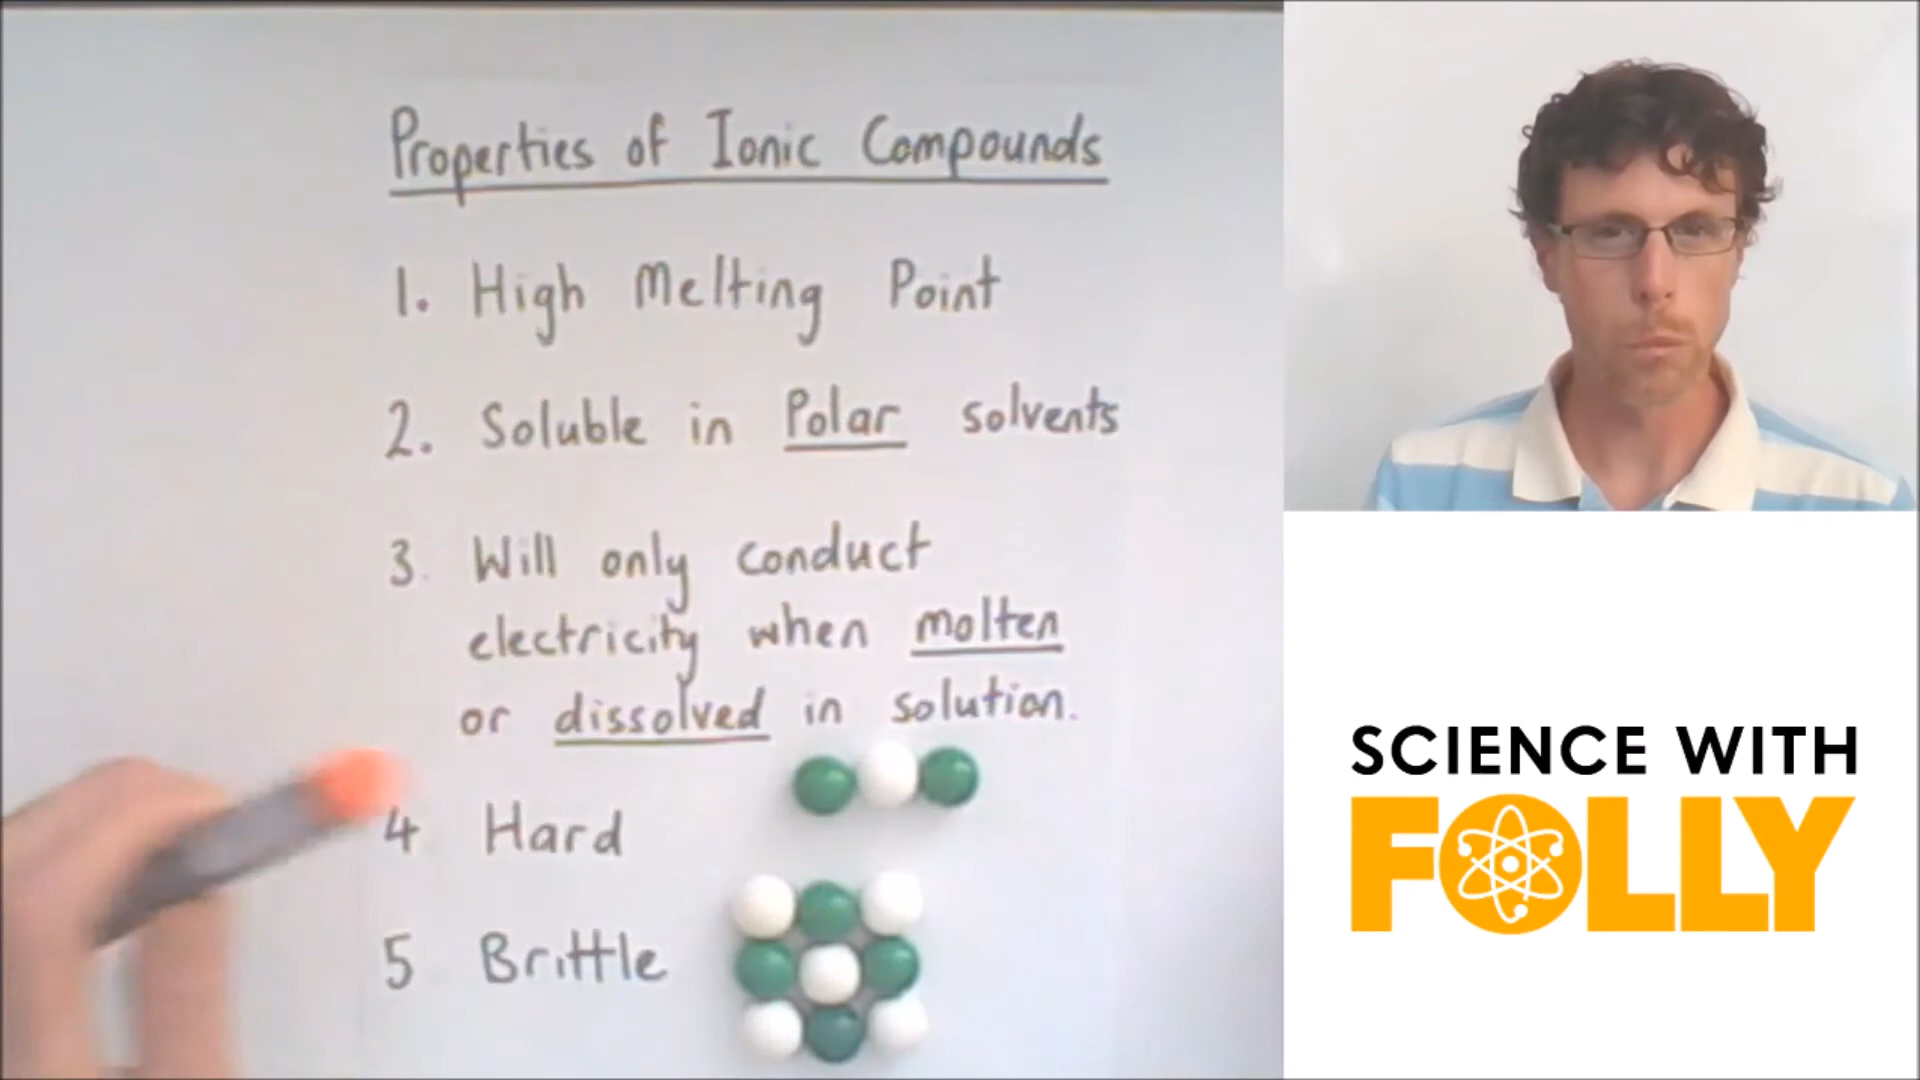 Properties of Ionic Compounds
1. High Melting Point
2. Soluble in Polar solvents
3. Will only conduct
electricity when molten
or dissolved in solution.
4 Hard
5 Brittle
SCIENCE WITH
FOLLY